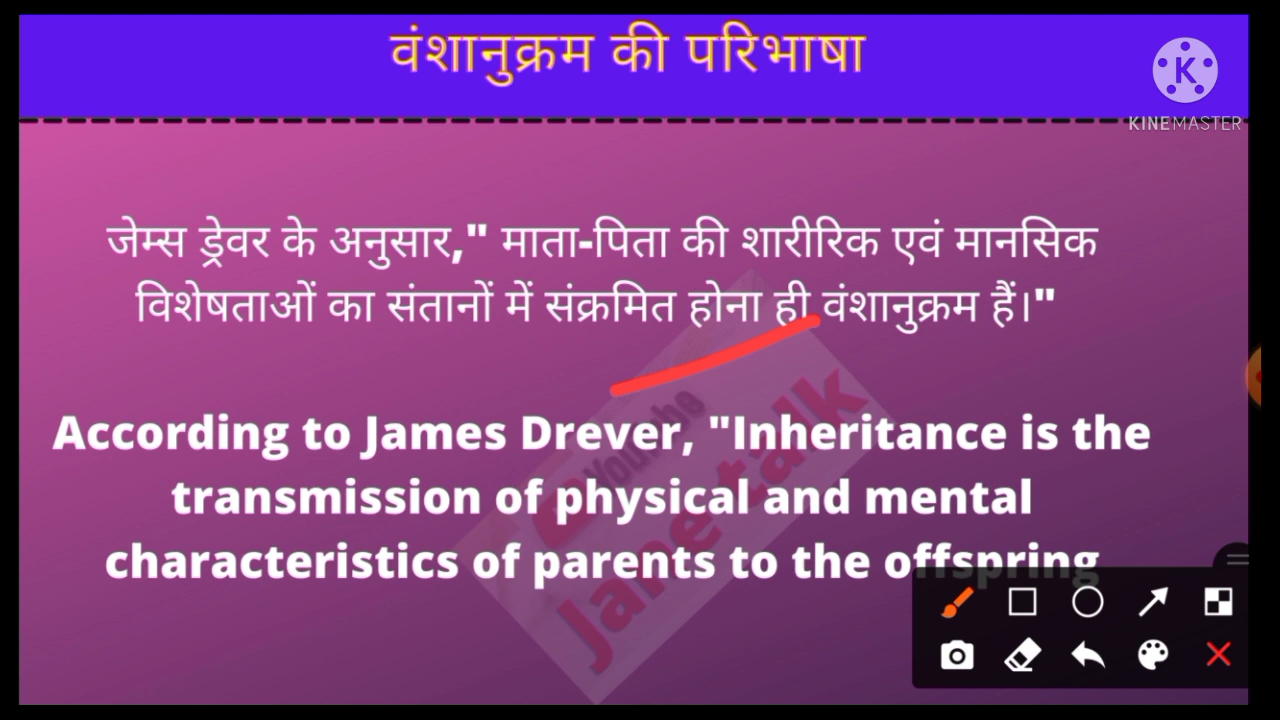 वंशानुक्रम की परिभाषा
K
KINEMASTER
जेम्स ड्रेवर के अनुसार," माता-पिता की शारीरिक एवं मानसिक
विशेषताओं का संतानों में संक्रमित होना ही वंशानुक्रम हैं।"
According to James Drever, "Inheritance is the
transmission of physical and mental
characteristics of parents to the offspring
talk